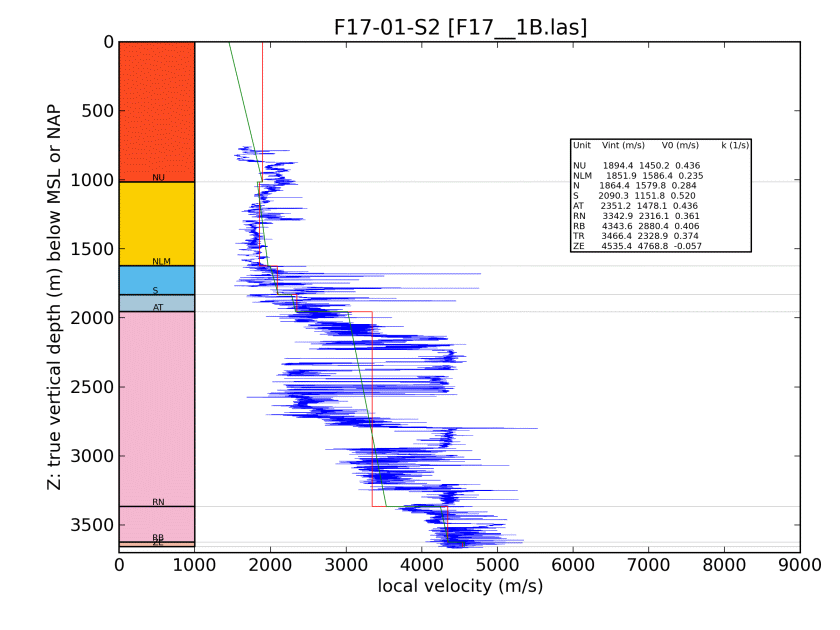 F17-01-S2 [F17__1B.las]
0
500
1000
1500
2000
2500
3000
3500
Z: true vertical depth (m) below MSL or NAP
NU
NLM
S
AT
RN
RB
ZE
Unit Vint (m/s) V0 (m/s) k (1/s)
NU 1894.4 1450.2 0.436
NLM 1851.9 1586.4 0.235
N 1864.4 1579.8 0.284
S 2090.3 1151.8 0.520
AT 2351.2 1478.1 0.436
RN 3342.9 2316.1 0.361
RB 4343.6 2880.4 0.406
TR 3466.4 2328.9 0.374
ZE 4535.4 4768.8 -0.057
0 1000 2000 3000 4000 5000 6000 7000 8000 9000
local velocity (m/s)